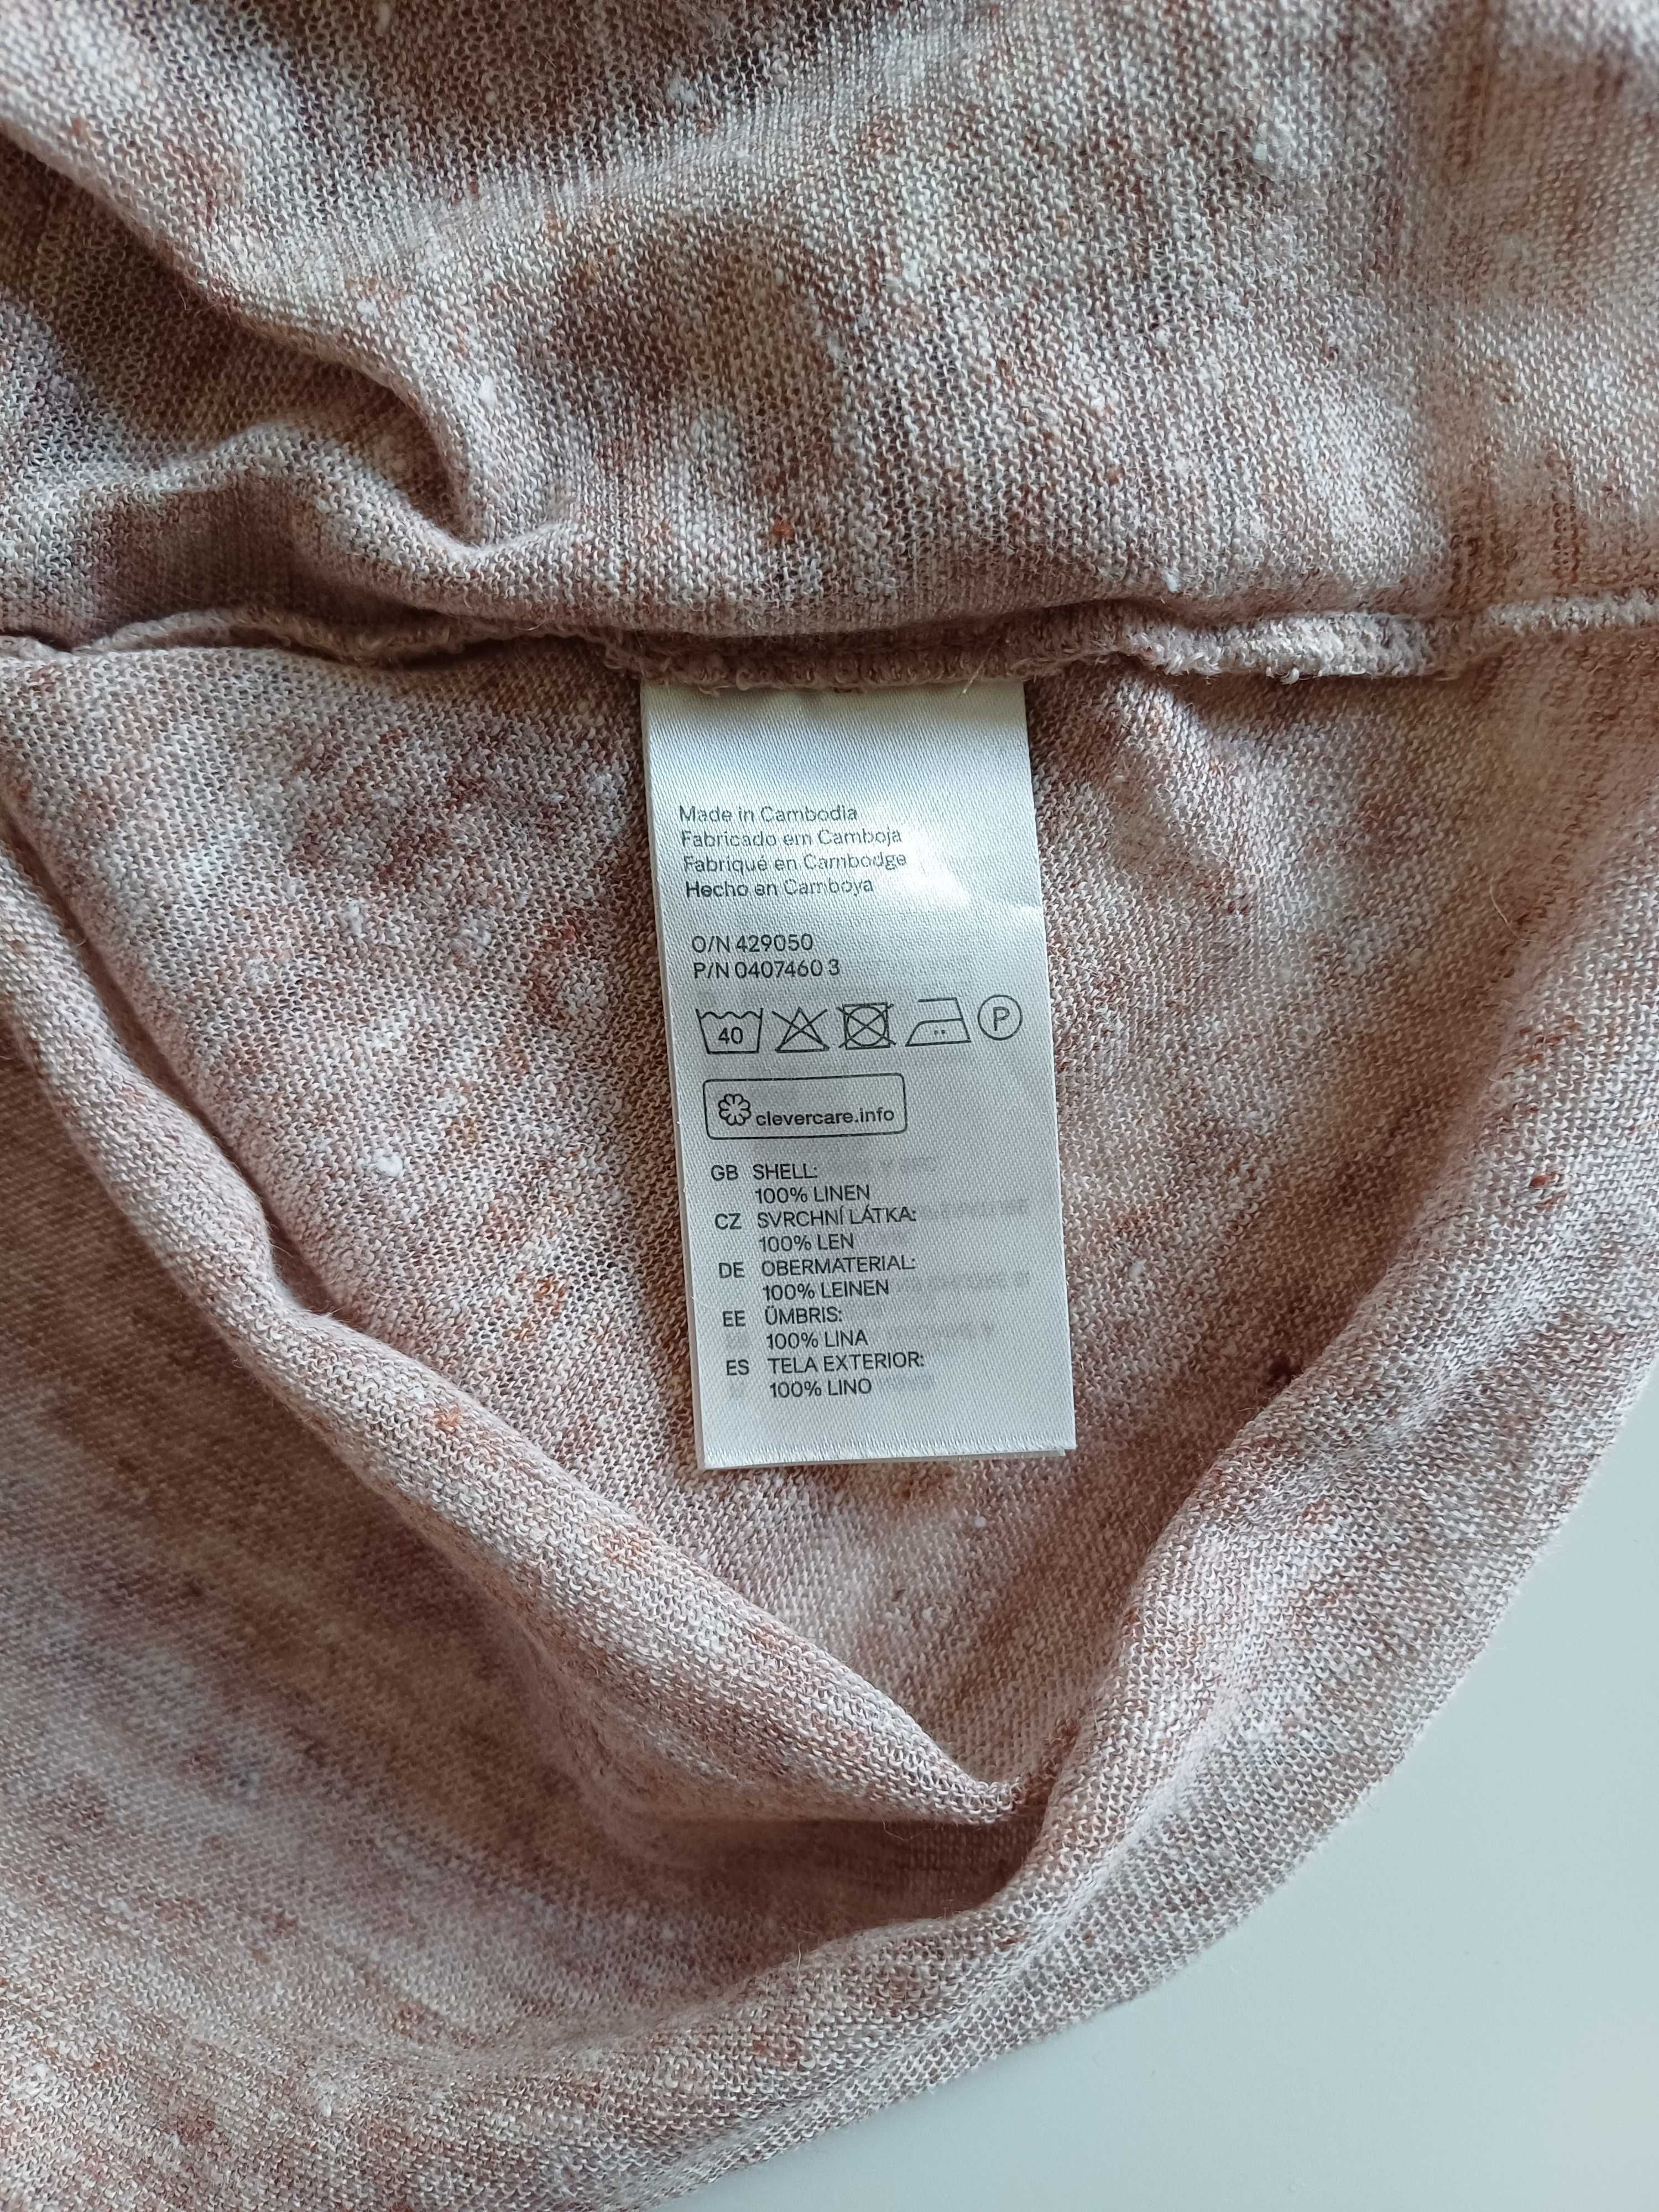 Made in Cambodia
Fabricado em Camboja
Fabriqué en Cambodge
Hecho en Camboya
O/N 429050
P/N 0407460 3
40 P
clevercare.info
GB SHELL:
100% LINEN
CZ SVRCHNÍ LÁTKA:
100% LEN
DE OBERMATERIAL:
100% LEINEN
EE ÜMBRIS:
100% LINA
ES TELA EXTERIOR:
100% LINO